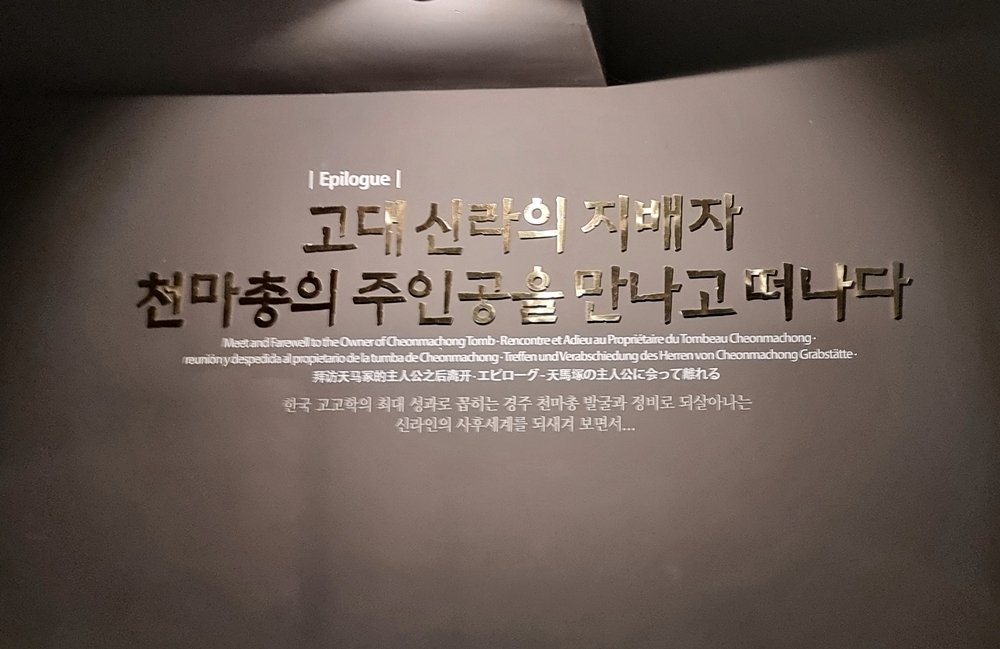 | Epilogue |
고대 신라의 지배자
천마총의 주인공을 만나고 떠나다
Meet and Farewell to the Owner of Cheonmachong Tomb · Rencontre et Adieu au Propriétaire du Tombeau Cheonmachong ·
reunión y despedida al propietario de la tumba de Cheonmachong · Treffen und Verabschiedung des Herren von Cheonmachong Grabstätte ·
拜访天马冢的主人公之后离开 · エピローグ - 天馬塚の主人公に会って離れる
한국 고고학의 최대 성과로 꼽히는 경주 천마총 발굴과 정비로 되살아나는
신라인의 사후세계를 되새겨 보면서...